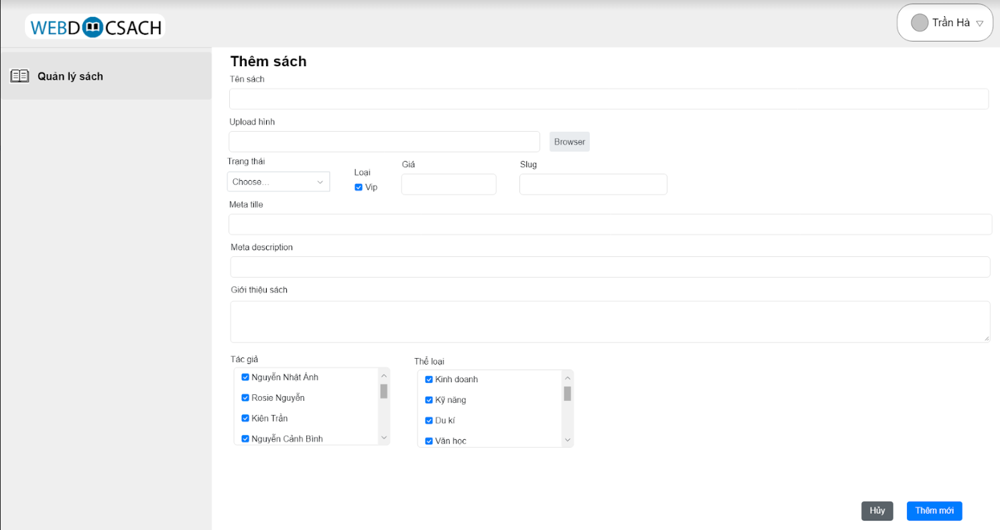 WEBDOCSACH
Trần Hà
Quản lý sách
Thêm sách
Tên sách
Upload hình
Browser
Trạng thái
Choose...
Loại
Vip
Giá
Slug
Meta tille
Meta description
Giới thiệu sách
Tác giả
Nguyễn Nhật Ánh
Rosie Nguyễn
Kiên Trần
Nguyễn Cảnh Bình
Thể loại
Kinh doanh
Kỹ năng
Du kí
Văn học
Hủy
Thêm mới